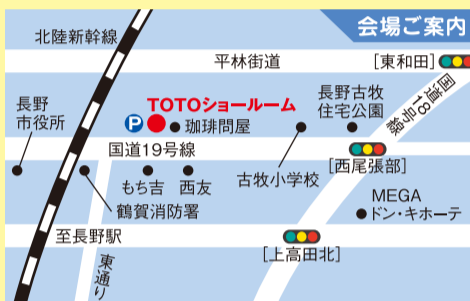 会場ご案内
北陸新幹線
平林街道
[東和田]
国道18号線
長野
市役所
TOTOショールーム
P
珈琲問屋
長野古牧
住宅公園
国道19号線
[西尾張部]
もち吉
西友
古牧小学校
鶴賀消防署
MEGA
ドン・キホーテ
至長野駅
[上高田北]
東通り